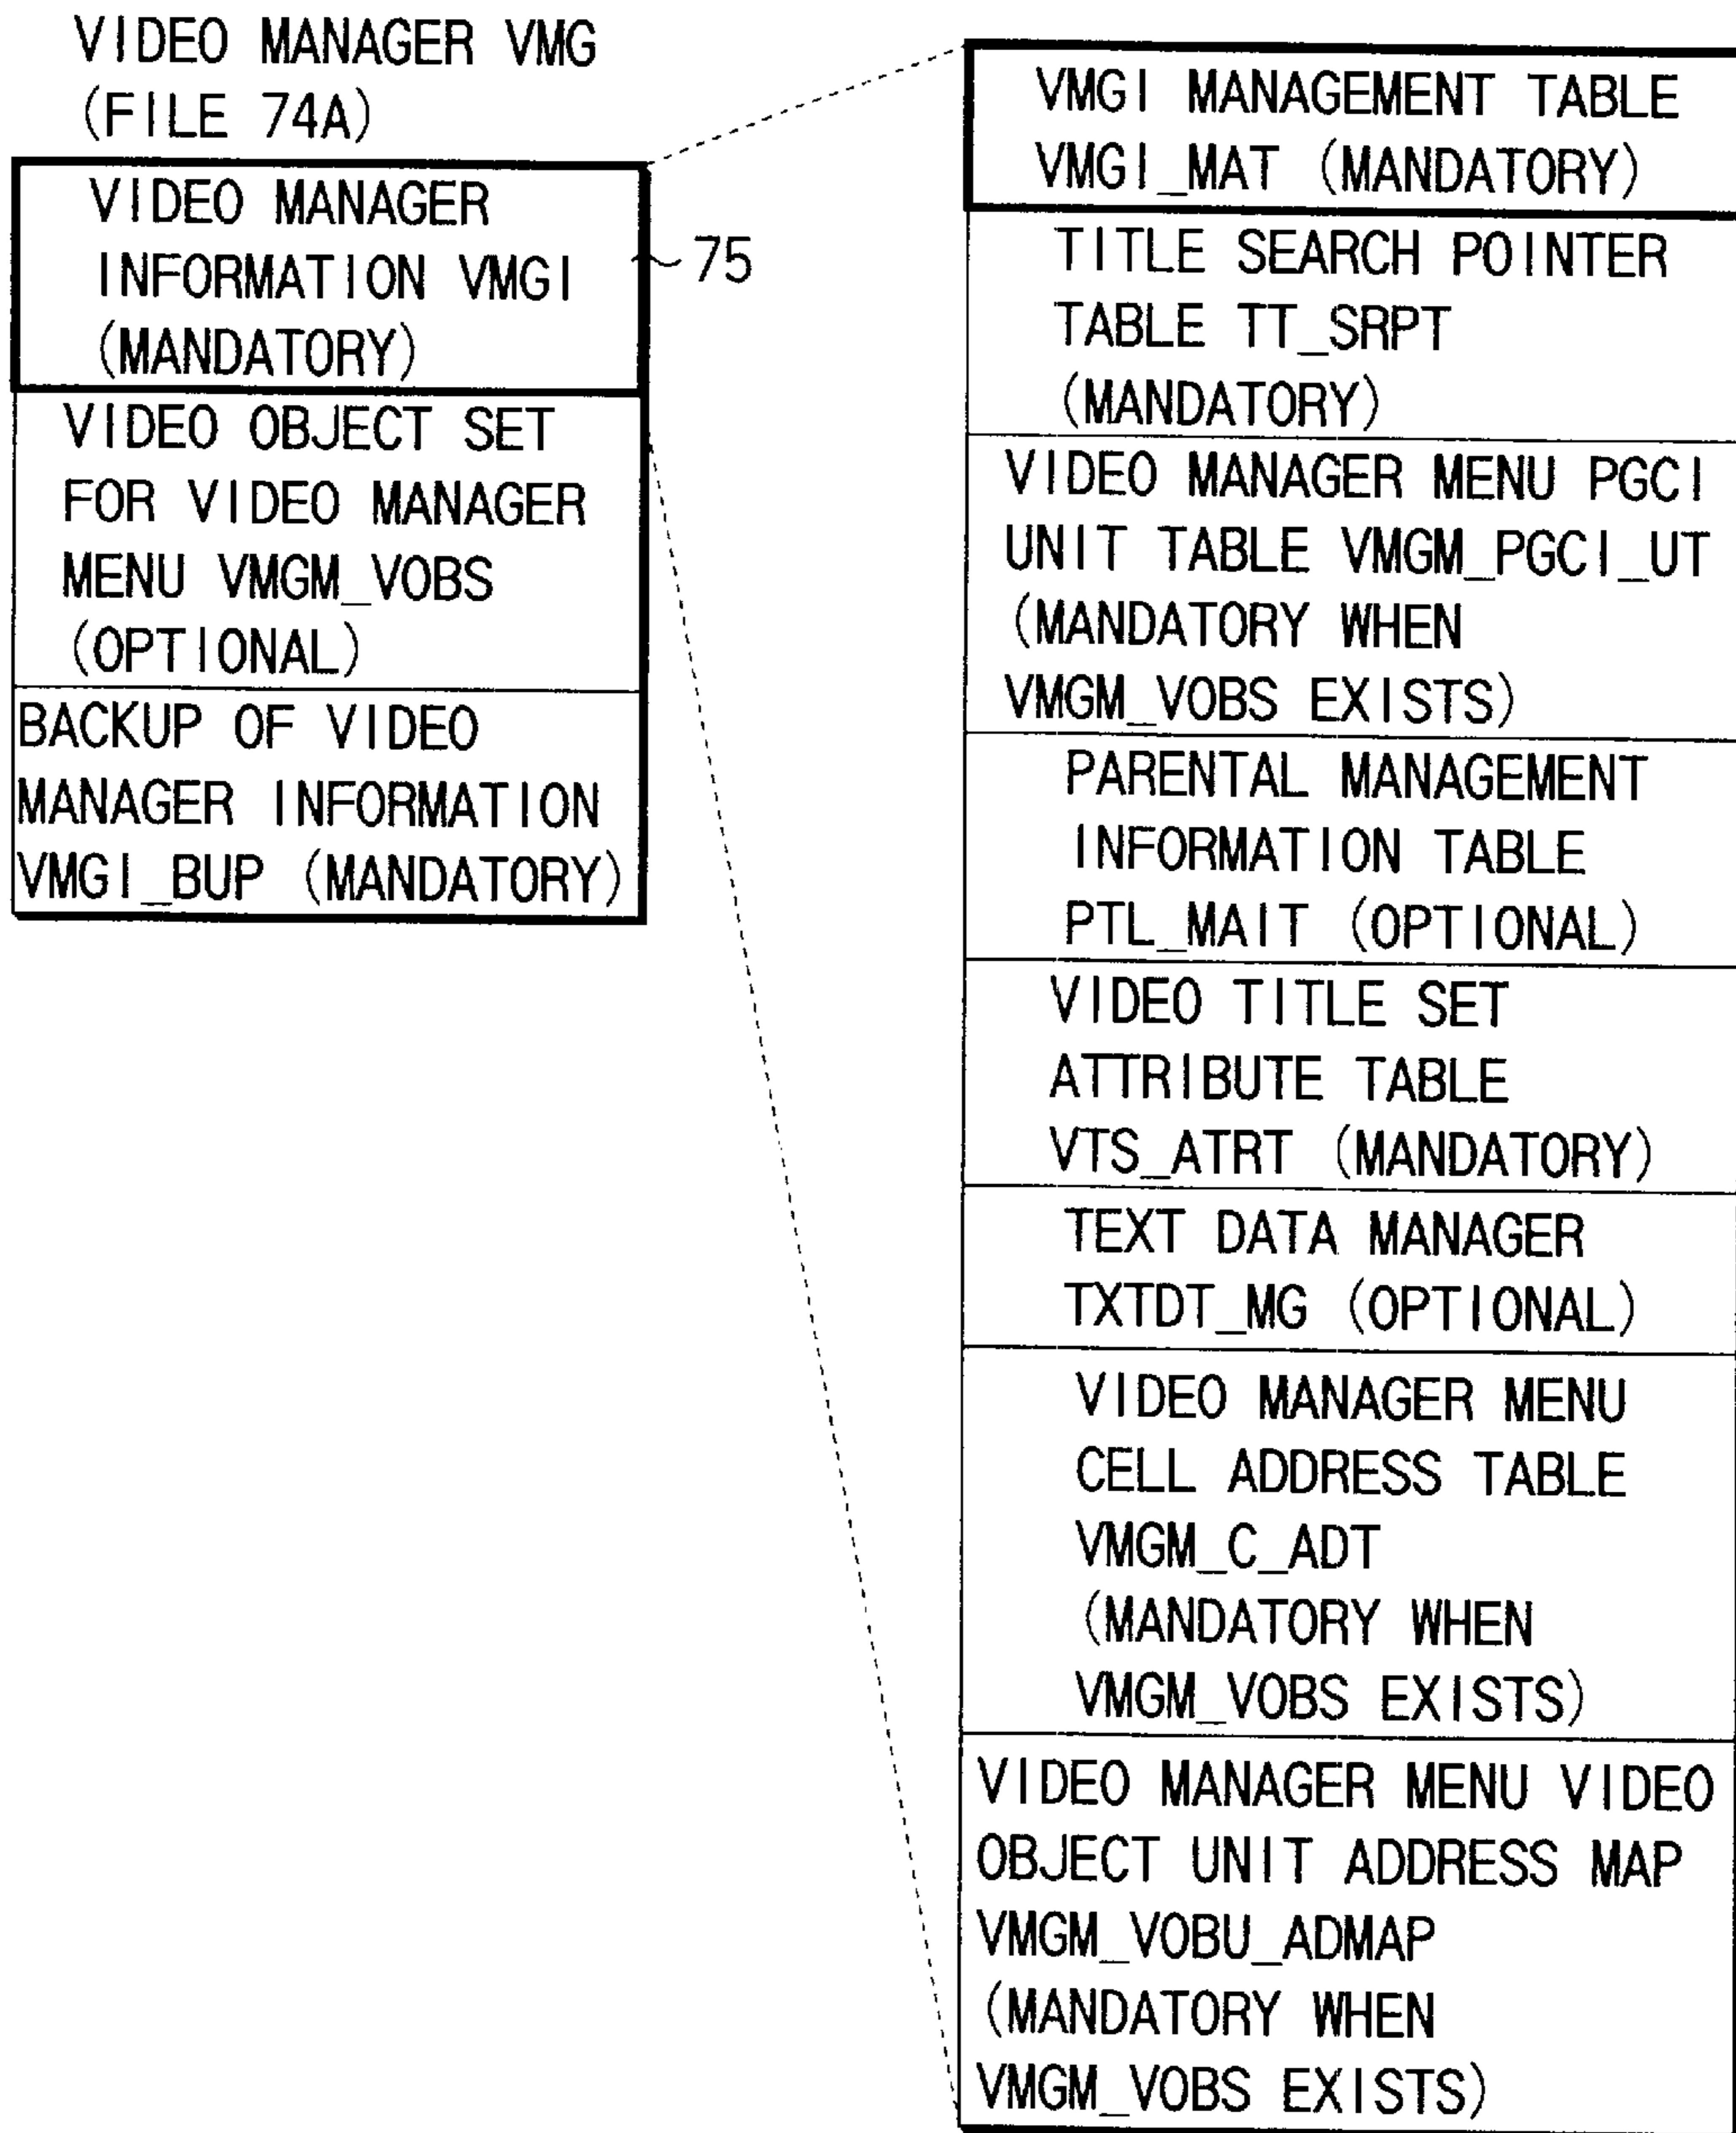 VIDEO MANAGER VMG
(FILE 74A)
VIDEO MANAGER
INFORMATION VMGI
(MANDATORY)
75
VIDEO OBJECT SET
FOR VIDEO MANAGER
MENU VMGM_VOBS
(OPTIONAL)
BACKUP OF VIDEO
MANAGER INFORMATION
VMGI_BUP (MANDATORY)
VMGI MANAGEMENT TABLE
VMGI_MAT (MANDATORY)
TITLE SEARCH POINTER
TABLE TT_SRPT
(MANDATORY)
VIDEO MANAGER MENU PGCI
UNIT TABLE VMGM_PGCI_UT
(MANDATORY WHEN
VMGM_VOBS EXISTS)
PARENTAL MANAGEMENT
INFORMATION TABLE
PTL_MAIT (OPTIONAL)
VIDEO TITLE SET
ATTRIBUTE TABLE
VTS_ATRT (MANDATORY)
TEXT DATA MANAGER
TXTDT_MG (OPTIONAL)
VIDEO MANAGER MENU
CELL ADDRESS TABLE
VMGM_C_ADT
(MANDATORY WHEN
VMGM_VOBS EXISTS)
VIDEO MANAGER MENU VIDEO
OBJECT UNIT ADDRESS MAP
VMGM_VOBU_ADMAP
(MANDATORY WHEN
VMGM_VOBS EXISTS)